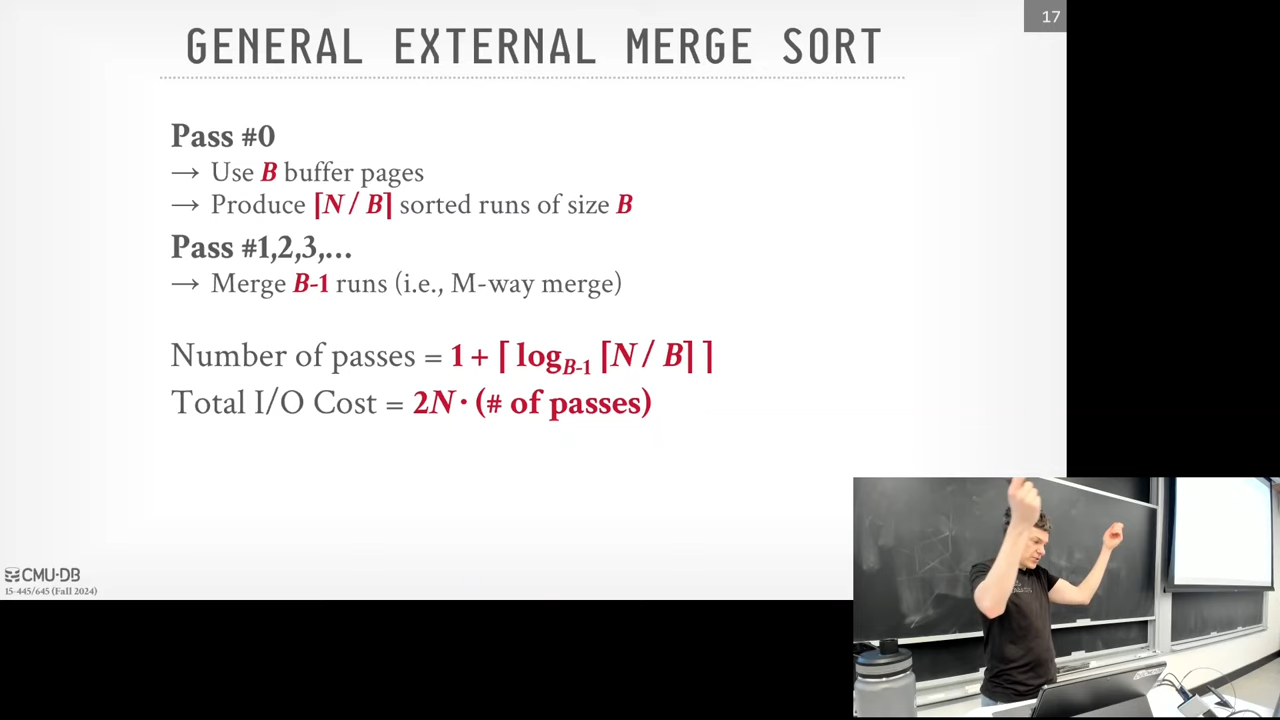 17
GENERAL EXTERNAL MERGE SORT
Pass #0
→ Use B buffer pages
→ Produce ⌈N / B⌉ sorted runs of size B
Pass #1,2,3,…
→ Merge B-1 runs (i.e., M-way merge)
Number of passes = 1 + ⌈ log_{B-1} ⌈N / B⌉ ⌉
Total I/O Cost = 2N · (# of passes)
CMU·DB
15-445/645 (Fall 2024)